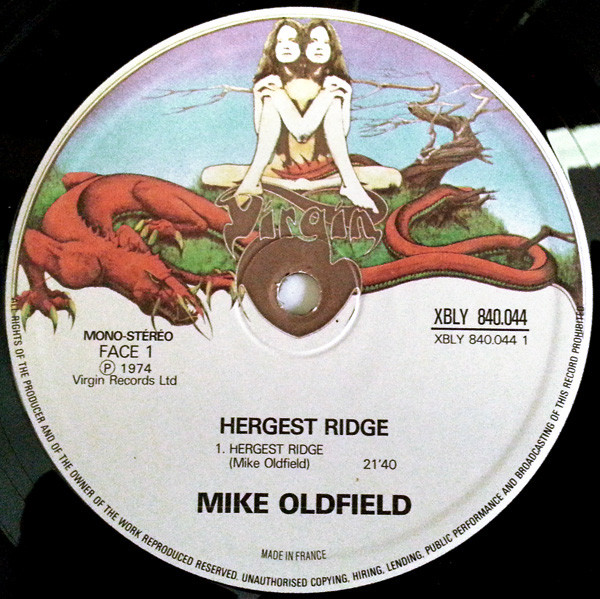 Virgin
MONO-STÉRÉO
FACE 1
Ⓟ 1974
Virgin Records Ltd
XBLY 840.044
XBLY 840.044 1
HERGEST RIDGE
1. HERGEST RIDGE
(Mike Oldfield) 21'40
MIKE OLDFIELD
MADE IN FRANCE
ALL RIGHTS OF THE PRODUCER AND OF THE OWNER OF THE WORK REPRODUCED RESERVED. UNAUTHORISED COPYING, HIRING, LENDING, PUBLIC PERFORMANCE AND BROADCASTING OF THIS RECORD PROHIBITED